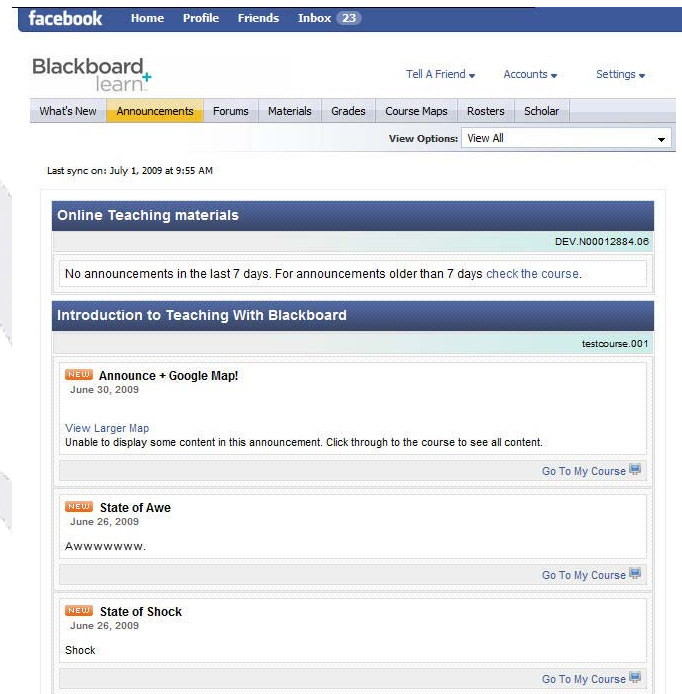 facebook Home Profile Friends Inbox 23
Blackboard
learn+
Tell A Friend Accounts Settings
What's New Announcements Forums Materials Grades Course Maps Rosters Scholar
View Options: View All
Last sync on: July 1, 2009 at 9:55 AM
Online Teaching materials
DEV.N00012884.06
No announcements in the last 7 days. For announcements older than 7 days check the course.
Introduction to Teaching With Blackboard
testcourse.001
NEW Announce + Google Map!
June 30, 2009
View Larger Map
Unable to display some content in this announcement. Click through to the course to see all content.
Go To My Course
NEW State of Awe
June 26, 2009
Awwwwwww.
Go To My Course
NEW State of Shock
June 26, 2009
Shock
Go To My Course